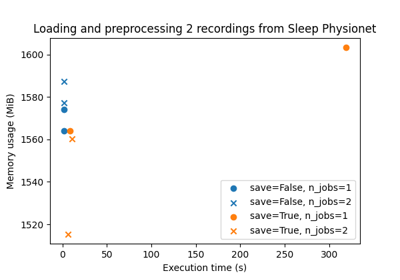 Loading and preprocessing 2 recordings from Sleep Physionet
1600
1580
1560
1540
1520
Memory usage (MiB)
0
50
100
150
200
250
300
Execution time (s)
save=False, n_jobs=1
save=False, n_jobs=2
save=True, n_jobs=1
save=True, n_jobs=2